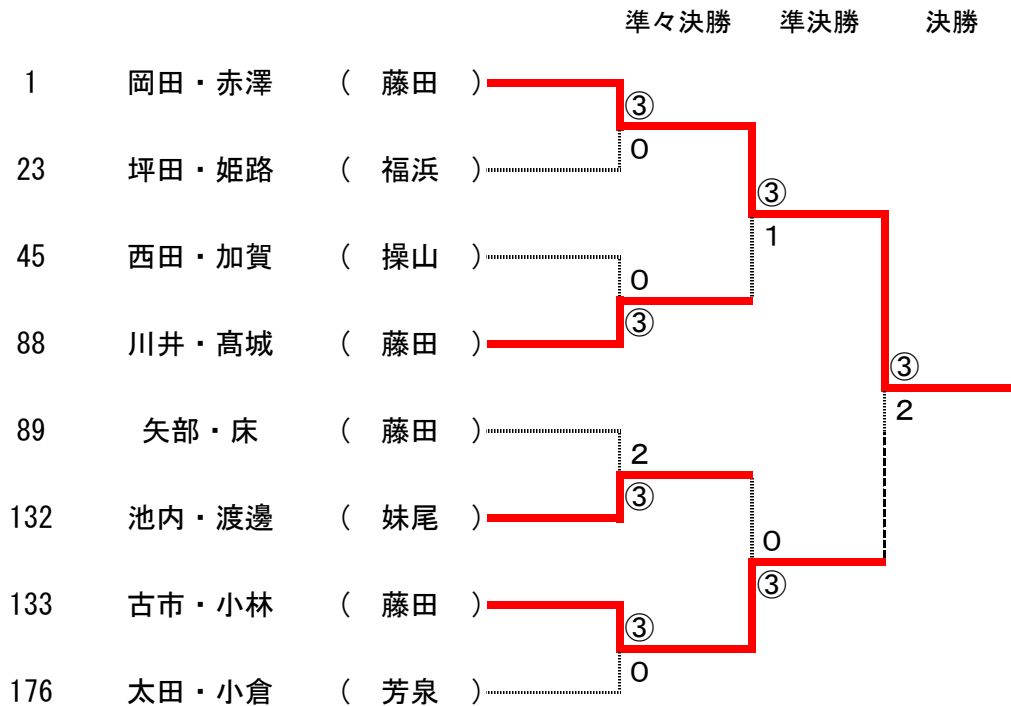 準々決勝 準決勝 決勝
1 岡田・赤澤 ( 藤田 )
③
0
23 坪田・姫路 ( 福浜 )
③
1
45 西田・加賀 ( 操山 )
0
③
88 川井・髙城 ( 藤田 )
③
2
89 矢部・床 ( 藤田 )
2
③
132 池内・渡邊 ( 妹尾 )
0
③
133 古市・小林 ( 藤田 )
③
0
176 太田・小倉 ( 芳泉 )